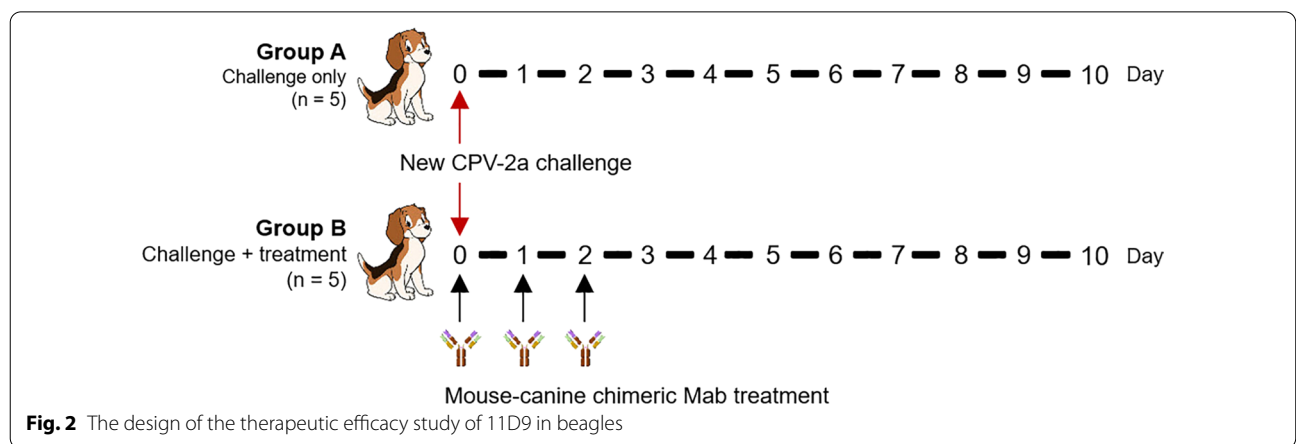 Group A
Challenge only
(n = 5)
0 1 2 3 4 5 6 7 8 9 10 Day
New CPV-2a challenge
Group B
Challenge + treatment
(n = 5)
0 1 2 3 4 5 6 7 8 9 10 Day
Mouse-canine chimeric Mab treatment
Fig. 2 The design of the therapeutic efficacy study of 11D9 in beagles